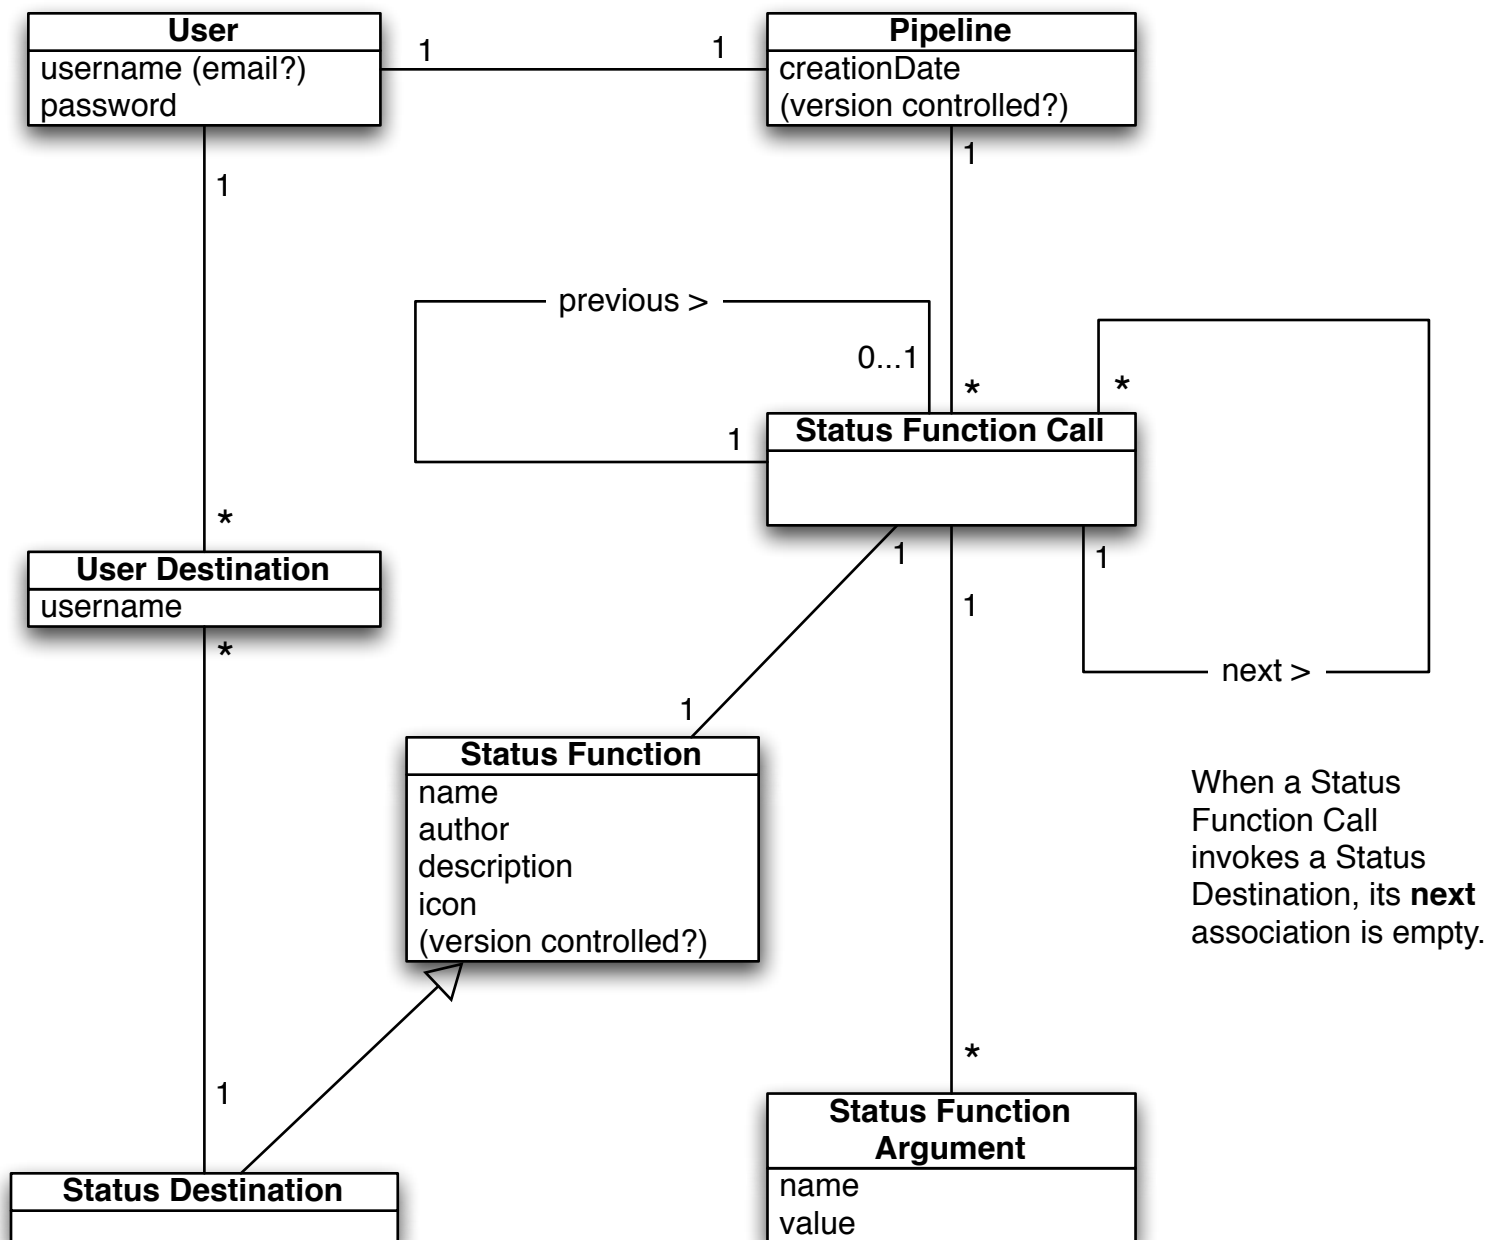 User
username (email?)
password
1
1
Pipeline
creationDate
(version controlled?)
1
1
previous >
0...1
*
*
1
Status Function Call
*
User Destination
username
*
1
1
1
next >
1
Status Function
name
author
description
icon
(version controlled?)
When a Status
Function Call
invokes a Status
Destination, its next
association is empty.
1
*
Status Destination
Status Function
Argument
name
value